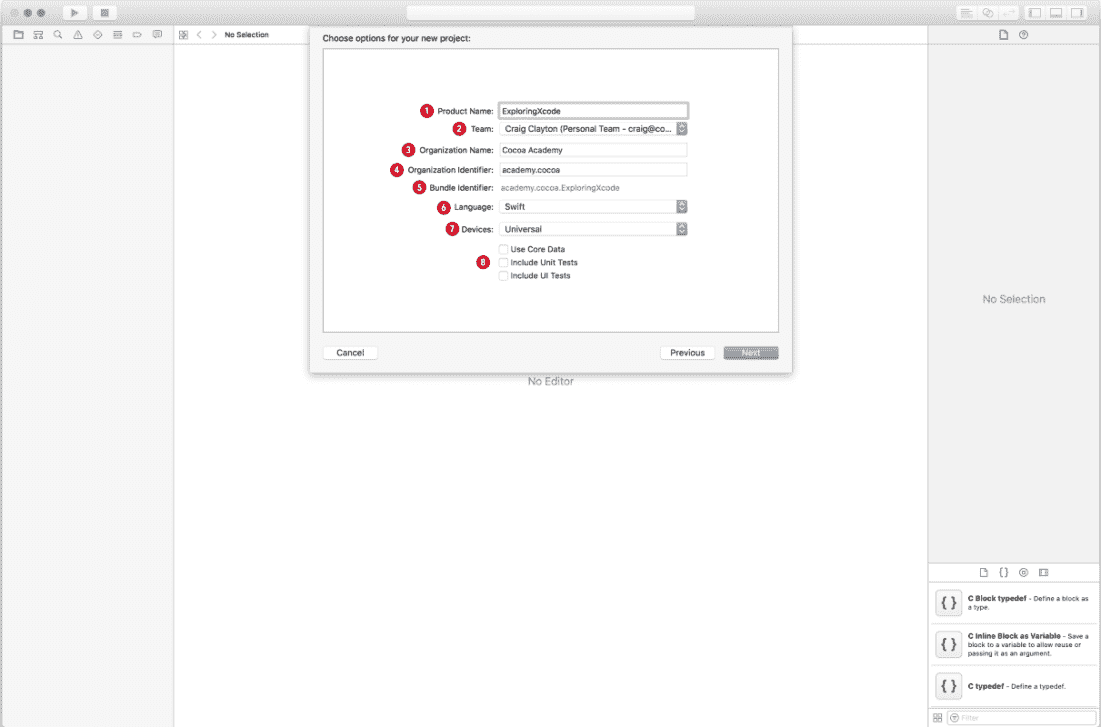 No Selection
Choose options for your new project:
1 Product Name: ExploringXcode
2 Team: Craig Clayton (Personal Team - craig@co...
3 Organization Name: Cocoa Academy
4 Organization Identifier: academy.cocoa
5 Bundle Identifier: academy.cocoa.ExploringXcode
6 Language: Swift
7 Devices: Universal
Use Core Data
8 Include Unit Tests
Include UI Tests
Cancel Previous Next
No Editor
No Selection
{ } C Block typedef - Define a block as
a type.
{ } C Inline Block as Variable - Save a
block to a variable to allow reuse or
passing it as an argument.
{ } C typedef - Define a typedef.
Filter